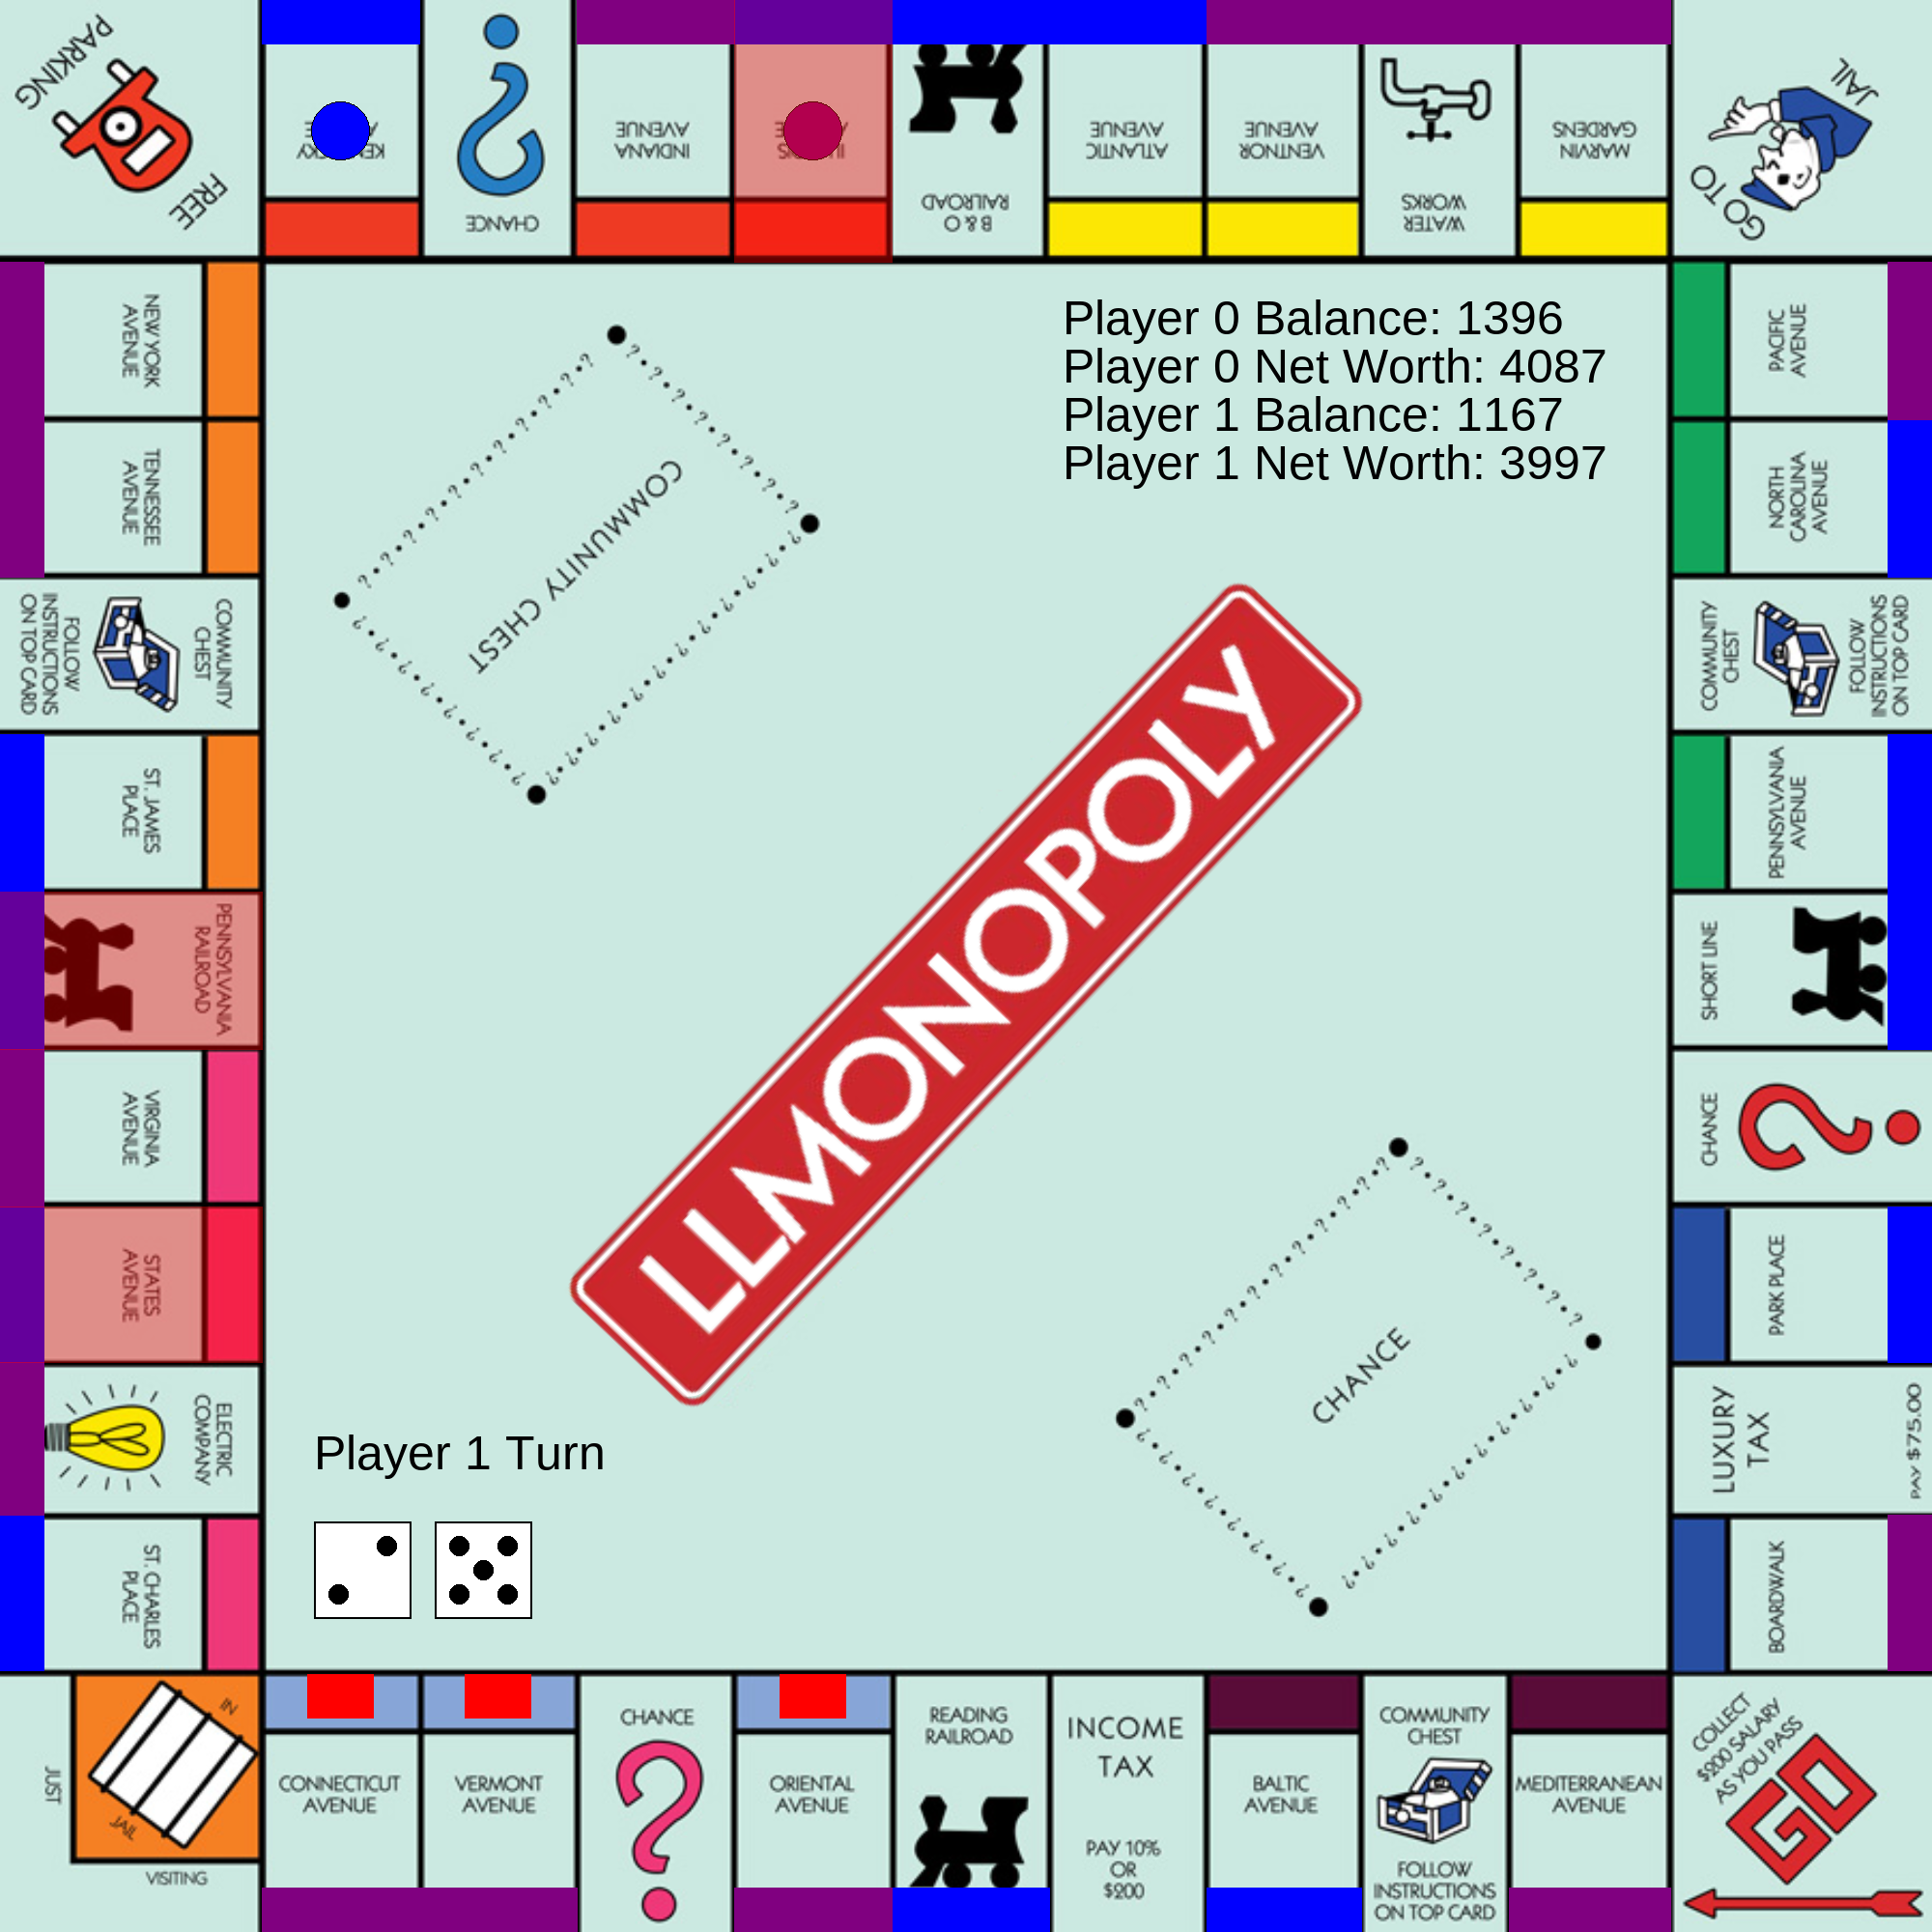 FREE
PARKING
KENTUCKY
CHANCE
INDIANA
AVENUE
B & O
RAILROAD
ATLANTIC
AVENUE
VENTNOR
AVENUE
WATER
WORKS
MARVIN
GARDENS
GO TO
JAIL
NEW YORK
AVENUE
TENNESSEE
AVENUE
COMMUNITY
CHEST
FOLLOW
INSTRUCTIONS
ON TOP CARD
ST. JAMES
PLACE
PENNSYLVANIA
RAILROAD
VIRGINIA
AVENUE
STATES
AVENUE
ELECTRIC
COMPANY
ST. CHARLES
PLACE
Player 0 Balance: 1396
Player 0 Net Worth: 4087
Player 1 Balance: 1167
Player 1 Net Worth: 3997
COMMUNITY CHEST
LLMONOPOLY
CHANCE
Player 1 Turn
PACIFIC
AVENUE
NORTH
CAROLINA
AVENUE
COMMUNITY
CHEST
FOLLOW
INSTRUCTIONS
ON TOP CARD
PENNSYLVANIA
AVENUE
SHORT LINE
CHANCE
PARK PLACE
LUXURY
TAX
PAY $75.00
BOARDWALK
JUST
VISITING
IN
JAIL
CONNECTICUT
AVENUE
VERMONT
AVENUE
CHANCE
ORIENTAL
AVENUE
READING
RAILROAD
INCOME
TAX
PAY 10%
OR
$200
BALTIC
AVENUE
COMMUNITY
CHEST
FOLLOW
INSTRUCTIONS
ON TOP CARD
MEDITERRANEAN
AVENUE
COLLECT
$200 SALARY
AS YOU PASS
GO